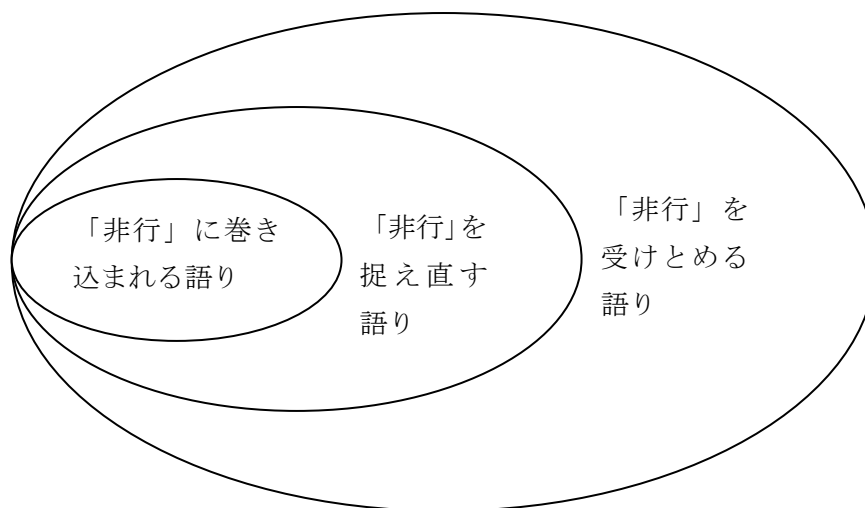 「非行」に巻き
込まれる語り
「非行」を
捉え直す
語り
「非行」を
受けとめる
語り